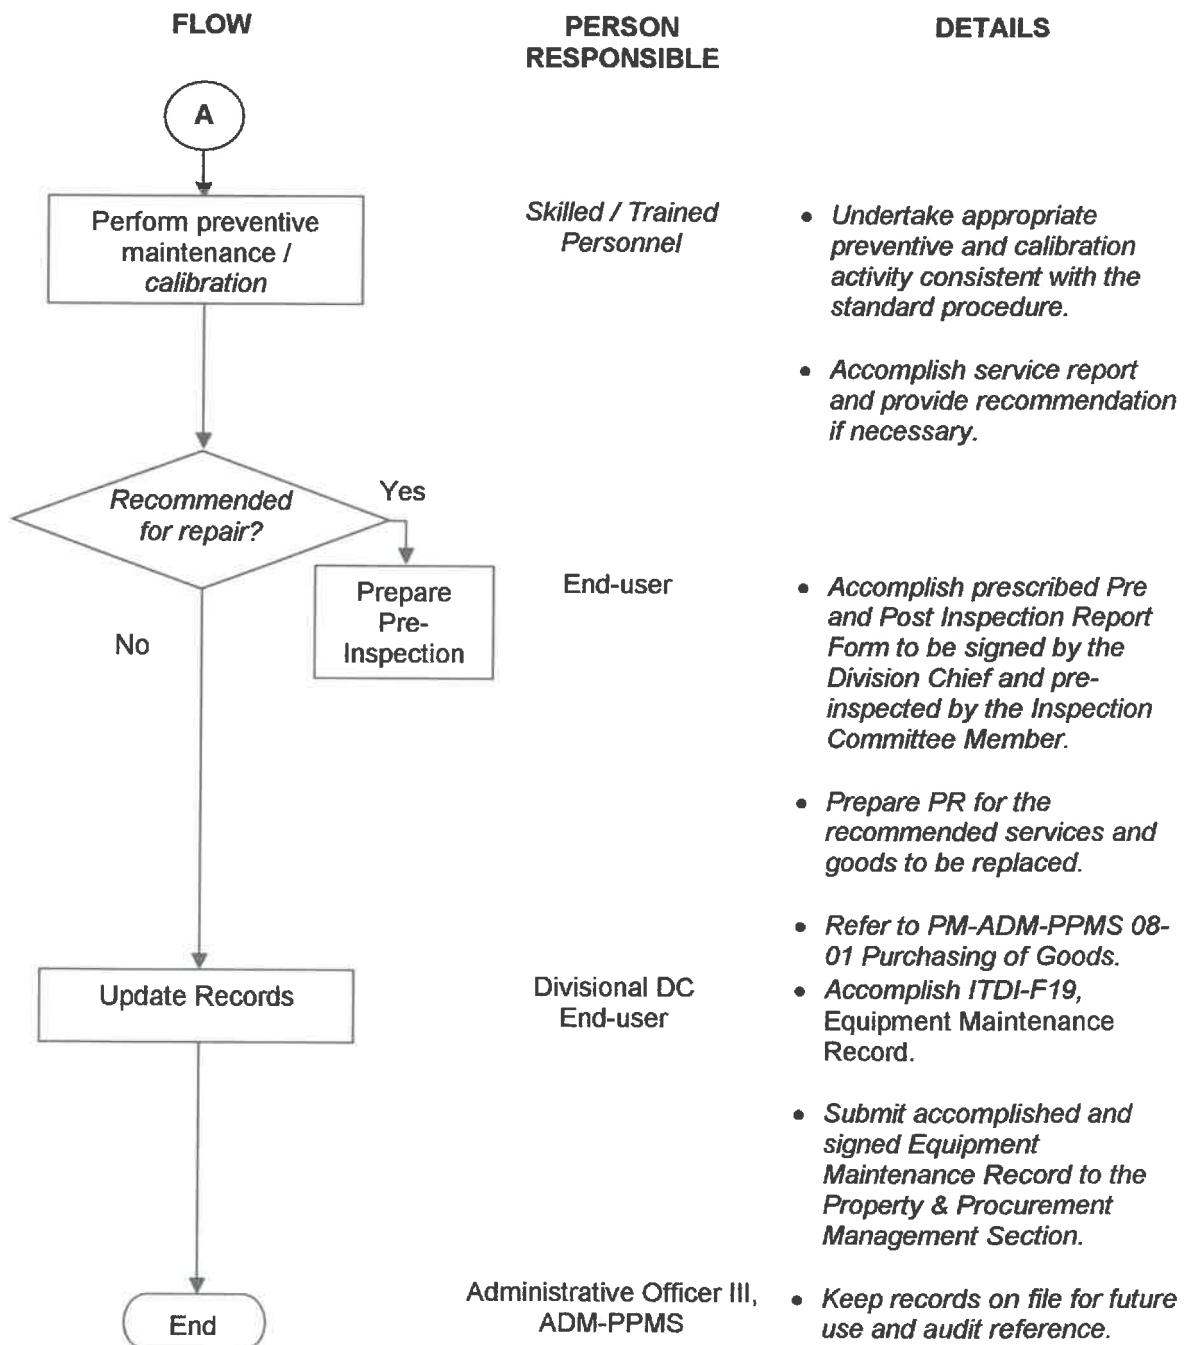 FLOW
PERSON
RESPONSIBLE
DETAILS
A
Perform preventive
maintenance /
calibration
Skilled / Trained
Personnel
• Undertake appropriate
preventive and calibration
activity consistent with the
standard procedure.
• Accomplish service report
and provide recommendation
if necessary.
Recommended
for repair?
Yes
No
Prepare
Pre-
Inspection
End-user
• Accomplish prescribed Pre
and Post Inspection Report
Form to be signed by the
Division Chief and pre-
inspected by the Inspection
Committee Member.
• Prepare PR for the
recommended services and
goods to be replaced.
• Refer to PM-ADM-PPMS 08-
01 Purchasing of Goods.
Update Records
Divisional DC
End-user
• Accomplish ITDI-F19,
Equipment Maintenance
Record.
• Submit accomplished and
signed Equipment
Maintenance Record to the
Property & Procurement
Management Section.
End
Administrative Officer III,
ADM-PPMS
• Keep records on file for future
use and audit reference.